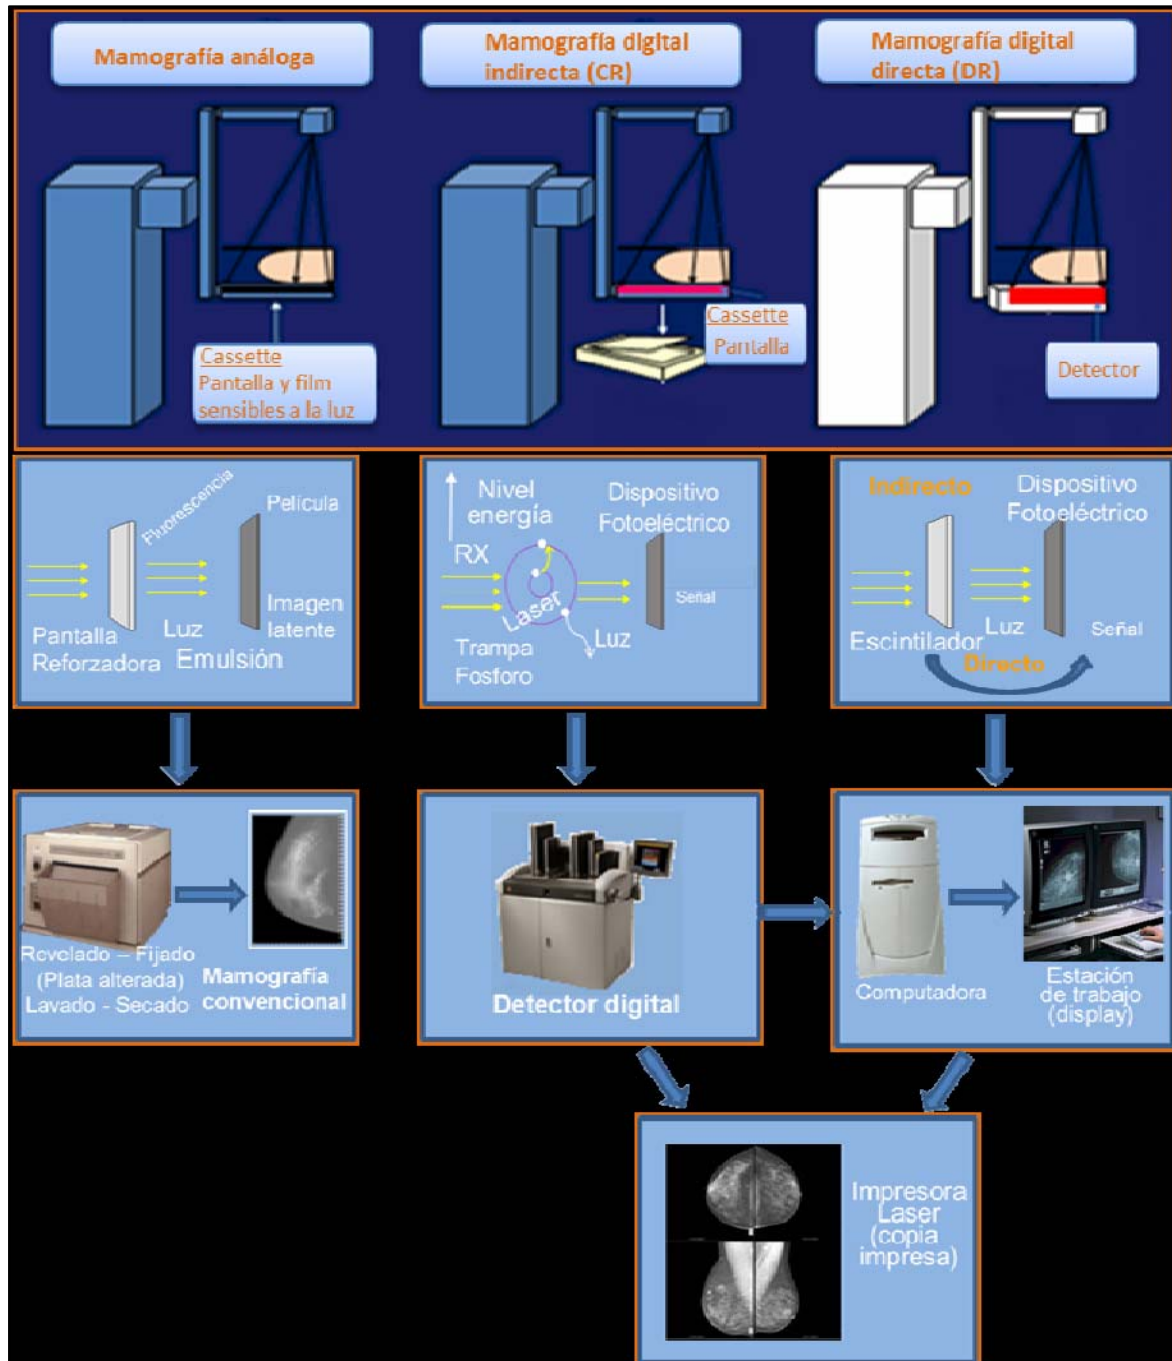 Mamografía análoga
Mamografía digital
indirecta (CR)
Mamografía digital
directa (DR)
Cassette
Pantalla y film
sensibles a la luz
Cassette
Pantalla
Detector
Fluorescencia
Película
Pantalla
Reforzadora
Luz
Emulsión
Imagen
latente
Nivel
energía
Dispositivo
Fotoeléctrico
RX
Laser
Señal
Luz
Trampa
Fosforo
Indirecto
Dispositivo
Fotoeléctrico
Escintilador
Luz
Señal
Directo
Revelado – Fijado
(Plata alterada)
Lavado - Secado
Mamografía
convencional
Detector digital
Computadora
Estación
de trabajo
(display)
Impresora
Laser
(copia
impresa)